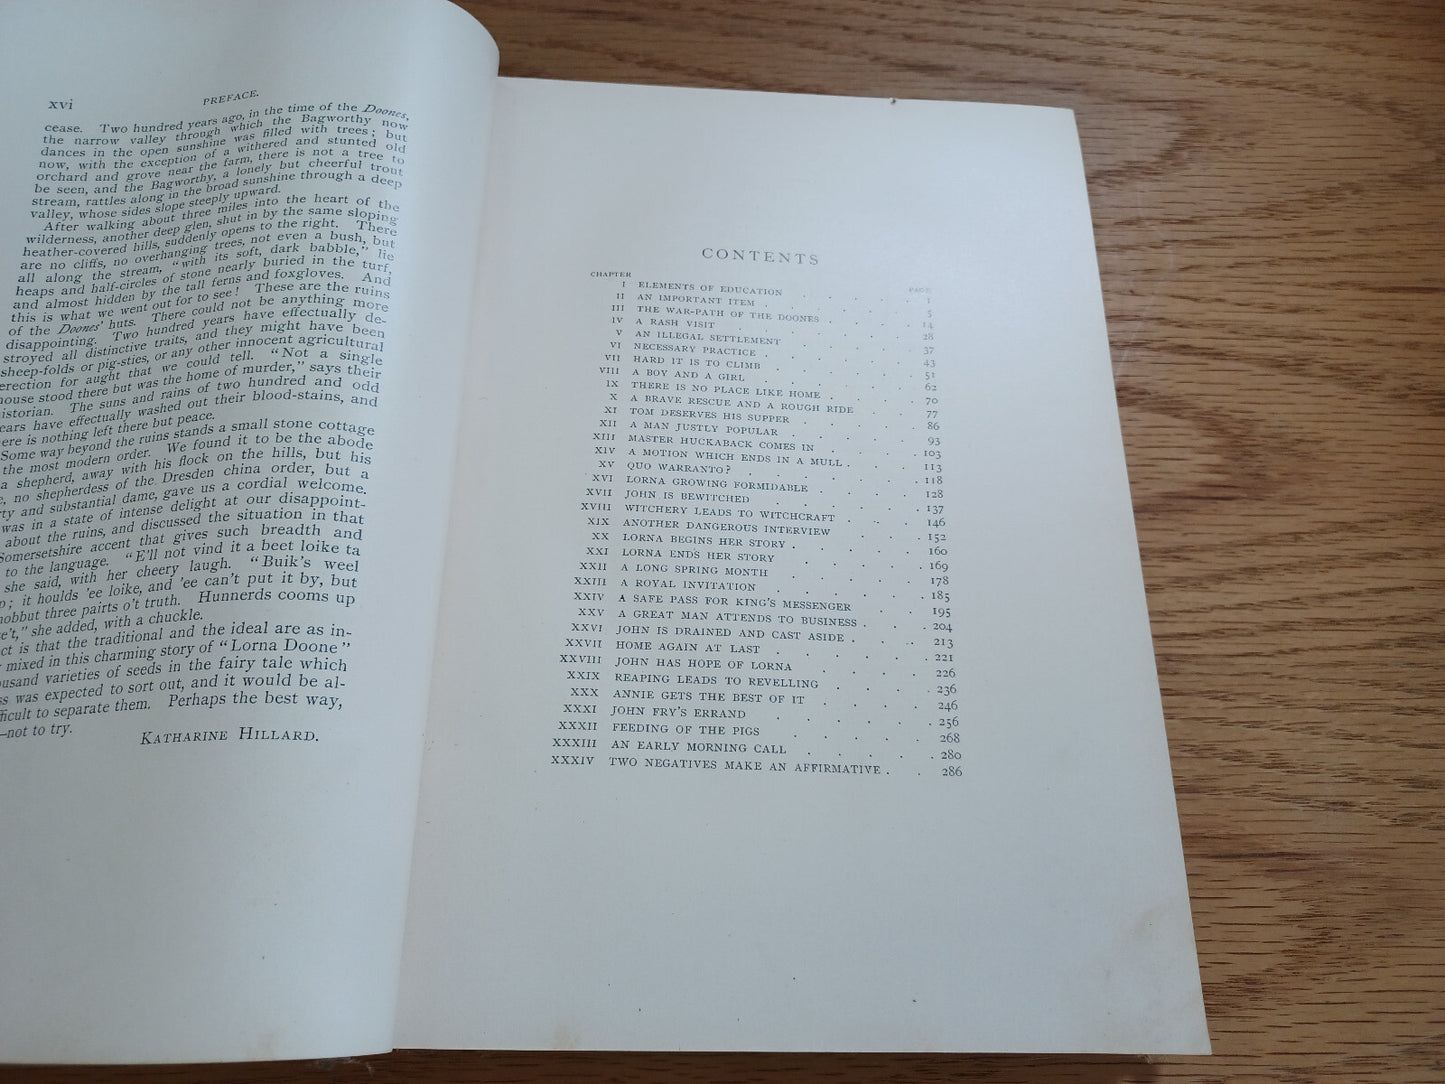 xvi
PREFACE.
cease. Two hundred years ago, in the time of the Doones,
the narrow valley through which the Bagworthy now
dances in the open sunshine was filled with trees; but
now, with the exception of a withered and stunted old
orchard and grove near the farm, there is not a tree to
be seen, and the Bagworthy, a lonely but cheerful trout
stream, rattles along in the broad sunshine through a deep
valley, whose sides slope steeply upward.
After walking about three miles into the heart of the
wilderness, another deep glen, shut in by the same sloping
heather-covered hills, suddenly opens to the right. There
are no cliffs, no overhanging trees, not even a bush, but
all along the stream, "with its soft, dark babble," lie
heaps and half-circles of stone nearly buried in the turf,
and almost hidden by the tall ferns and foxgloves. And
this is what we went out for to see! These are the ruins
of the Doones' huts. There could not be anything more
disappointing. Two hundred years have effectually de-
stroyed all distinctive traits, and they might have been
sheep-folds or pig-sties, or any other innocent agricultural
erection for aught that we could tell. "Not a single
house stood there but was the home of murder," says their
istorian. The suns and rains of two hundred and odd
ears have effectually washed out their blood-stains, and
ere is nothing left there but peace.
Some way beyond the ruins stands a small stone cottage
the most modern order. We found it to be the abode
a shepherd, away with his flock on the hills, but his
e, no shepherdess of the Dresden china order, but a
rty and substantial dame, gave us a cordial welcome.
was in a state of intense delight at our disappoint-
about the ruins, and discussed the situation in that
Somersetshire accent that gives such breadth and
to the language. "E'll not vind it a beet loike ta
she said, with her cheery laugh. "Buik's weel
; it houlds 'ee loike, and 'ee can't put it by, but
nobbut three pairts o't truth. Hunnerds cooms up
e't," she added, with a chuckle.
ct is that the traditional and the ideal are as in-
mixed in this charming story of "Lorna Doone"
ousand varieties of seeds in the fairy tale which
ss was expected to sort out, and it would be al-
fficult to separate them. Perhaps the best way,
—not to try.
KATHARINE HILLARD.
CONTENTS
CHAPTER PAGE
I ELEMENTS OF EDUCATION . . . . 1
II AN IMPORTANT ITEM . . . . . 5
III THE WAR-PATH OF THE DOONES . . . . 14
IV A RASH VISIT . . . . . 28
V AN ILLEGAL SETTLEMENT . . . . 37
VI NECESSARY PRACTICE . . . . . 43
VII HARD IT IS TO CLIMB . . . . . 51
VIII A BOY AND A GIRL . . . . . 62
IX THERE IS NO PLACE LIKE HOME . . . . 70
X A BRAVE RESCUE AND A ROUGH RIDE . . . 77
XI TOM DESERVES HIS SUPPER . . . . 86
XII A MAN JUSTLY POPULAR . . . . . 93
XIII MASTER HUCKABACK COMES IN . . . . 103
XIV A MOTION WHICH ENDS IN A MULL . . . . 113
XV QUO WARRANTO? . . . . . 118
XVI LORNA GROWING FORMIDABLE . . . . 128
XVII JOHN IS BEWITCHED . . . . . 137
XVIII WITCHERY LEADS TO WITCHCRAFT . . . . 146
XIX ANOTHER DANGEROUS INTERVIEW . . . . 152
XX LORNA BEGINS HER STORY . . . . . 160
XXI LORNA ENDS HER STORY . . . . 169
XXII A LONG SPRING MONTH . . . . 178
XXIII A ROYAL INVITATION . . . . . 185
XXIV A SAFE PASS FOR KING'S MESSENGER . . . 195
XXV A GREAT MAN ATTENDS TO BUSINESS . . . . 204
XXVI JOHN IS DRAINED AND CAST ASIDE . . . . 213
XXVII HOME AGAIN AT LAST . . . . . 221
XXVIII JOHN HAS HOPE OF LORNA . . . . 226
XXIX REAPING LEADS TO REVELLING . . . . 236
XXX ANNIE GETS THE BEST OF IT . . . . 246
XXXI JOHN FRY'S ERRAND . . . . . 256
XXXII FEEDING OF THE PIGS . . . . 268
XXXIII AN EARLY MORNING CALL . . . . 280
XXXIV TWO NEGATIVES MAKE AN AFFIRMATIVE . . 286